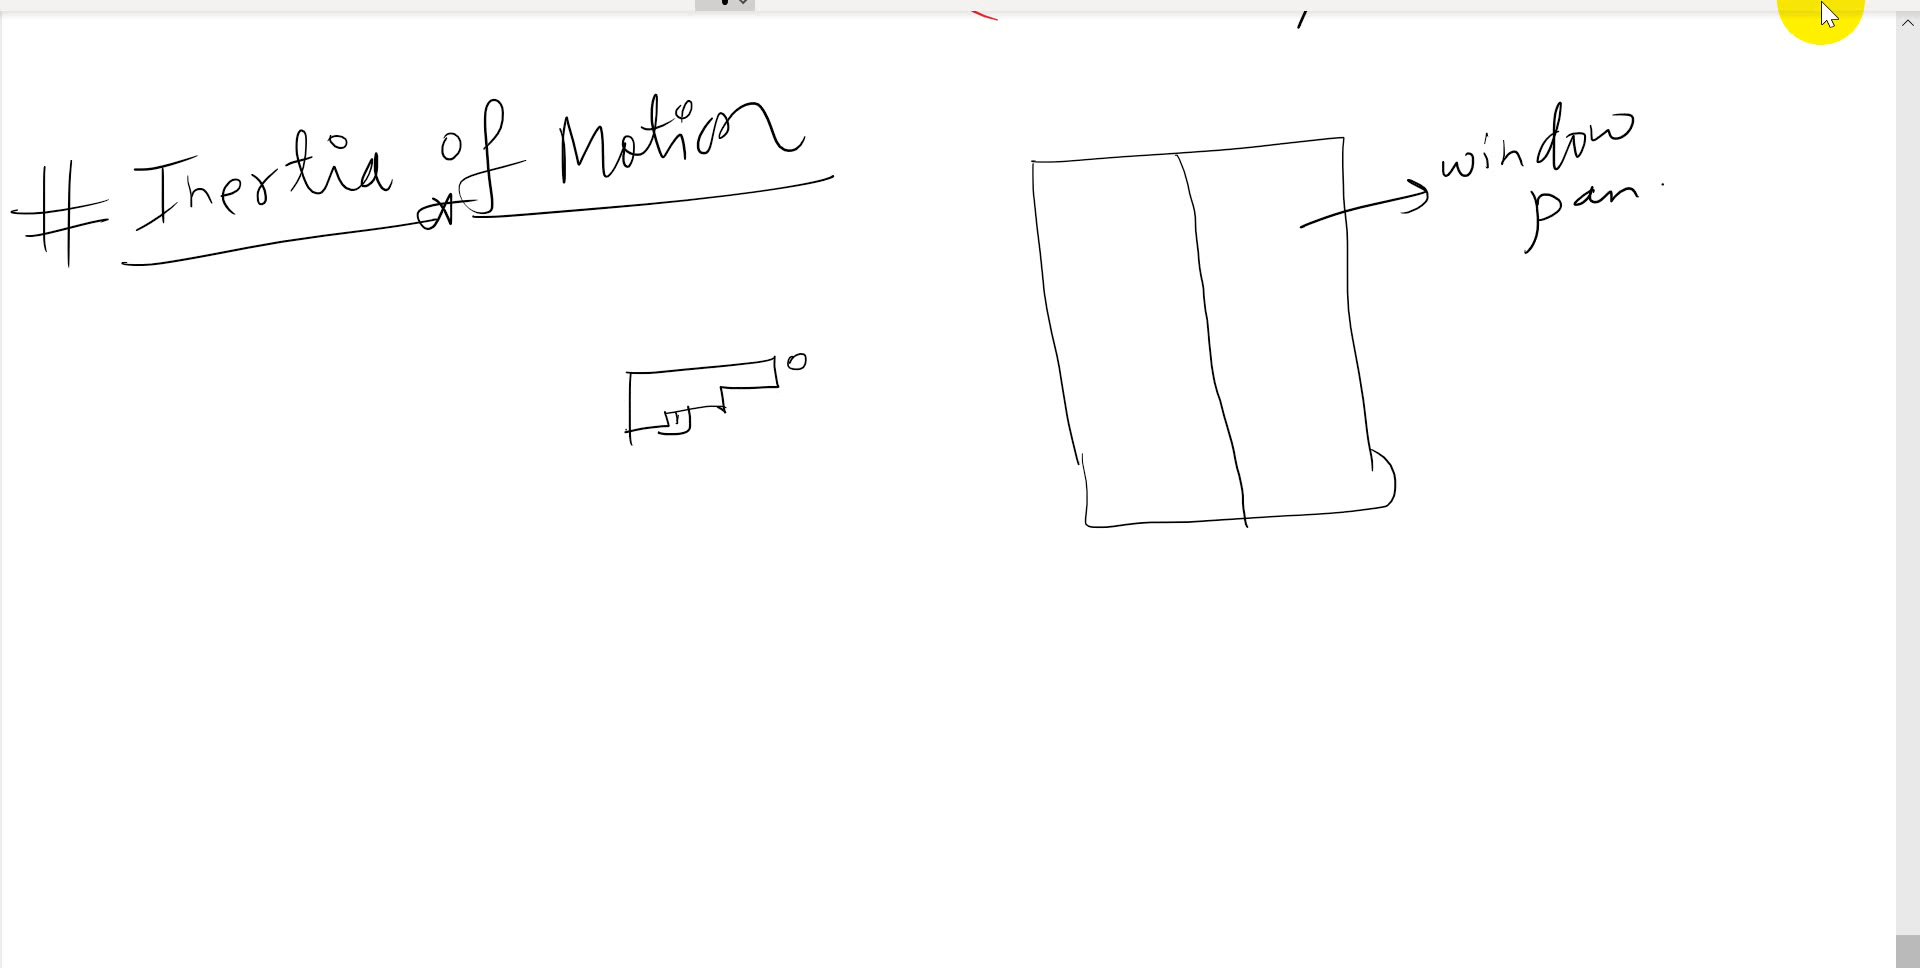 # Inertia of Motion
window
pan.